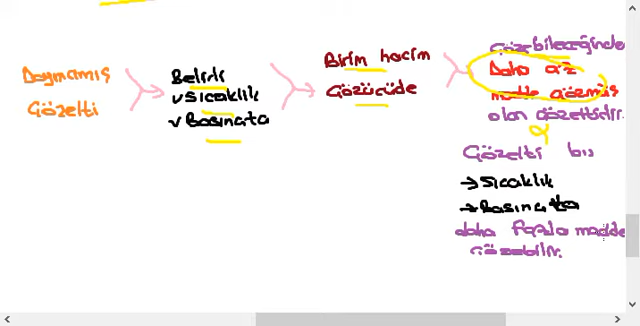 Doymamış
Çözelti
Belirli
✓Sıcaklık
✓Basınçta
Birim hacim
Çözücüde
Çözebileceğinden
Daha az
madde çözmüş
olan çözeltidir.
Çözelti bu
→Sıcaklık
→Basınçta
daha fazla madde
çözebilir.